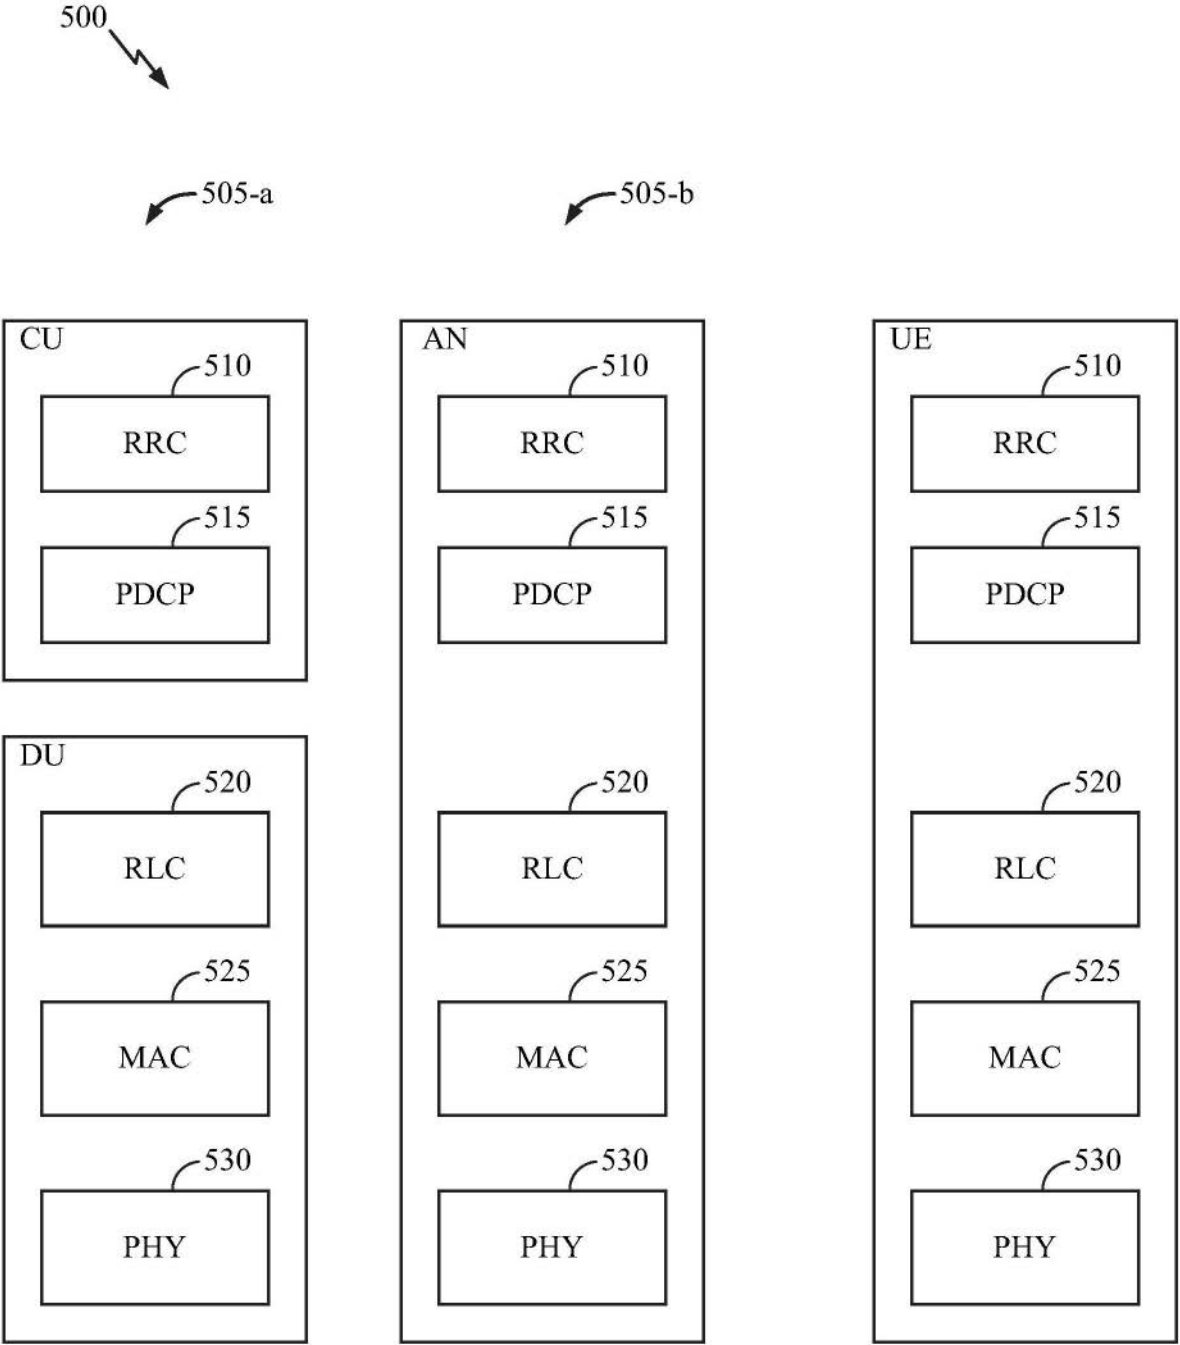 500
505-a 505-b
CU AN UE
510 510 510
RRC RRC RRC
515 515 515
PDCP PDCP PDCP
DU
520 520 520
RLC RLC RLC
525 525 525
MAC MAC MAC
530 530 530
PHY PHY PHY